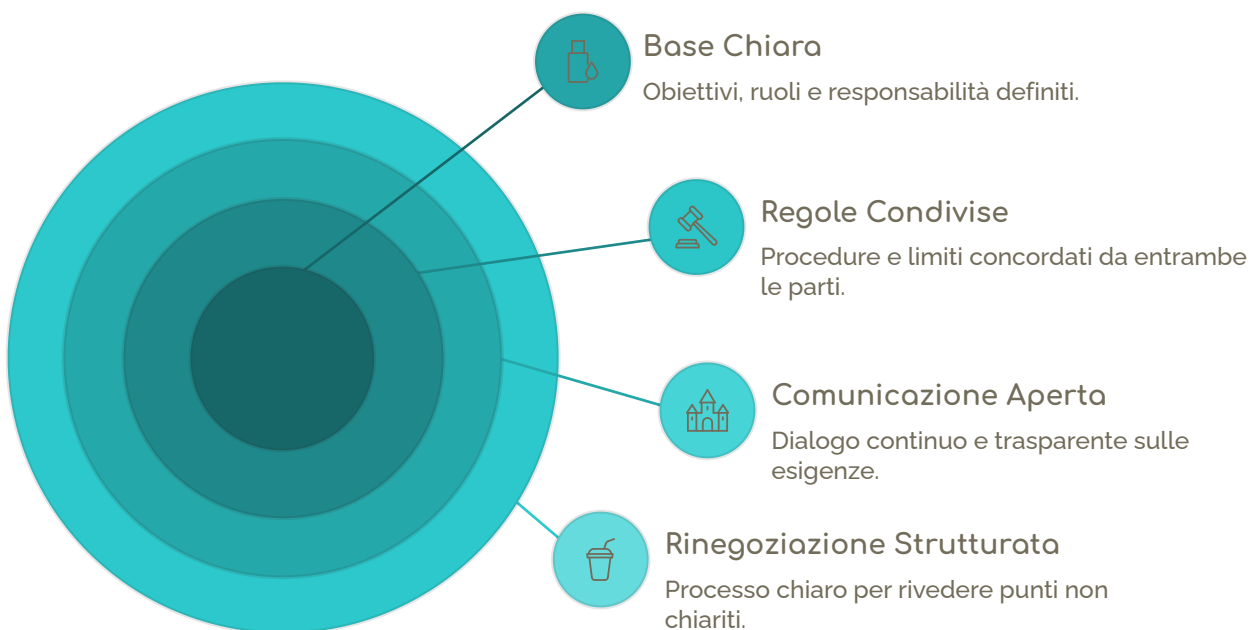 Base Chiara
Obiettivi, ruoli e responsabilità definiti.
Regole Condivise
Procedure e limiti concordati da entrambe
le parti.
Comunicazione Aperta
Dialogo continuo e trasparente sulle
esigenze.
Rinegoziazione Strutturata
Processo chiaro per rivedere punti non
chiariti.